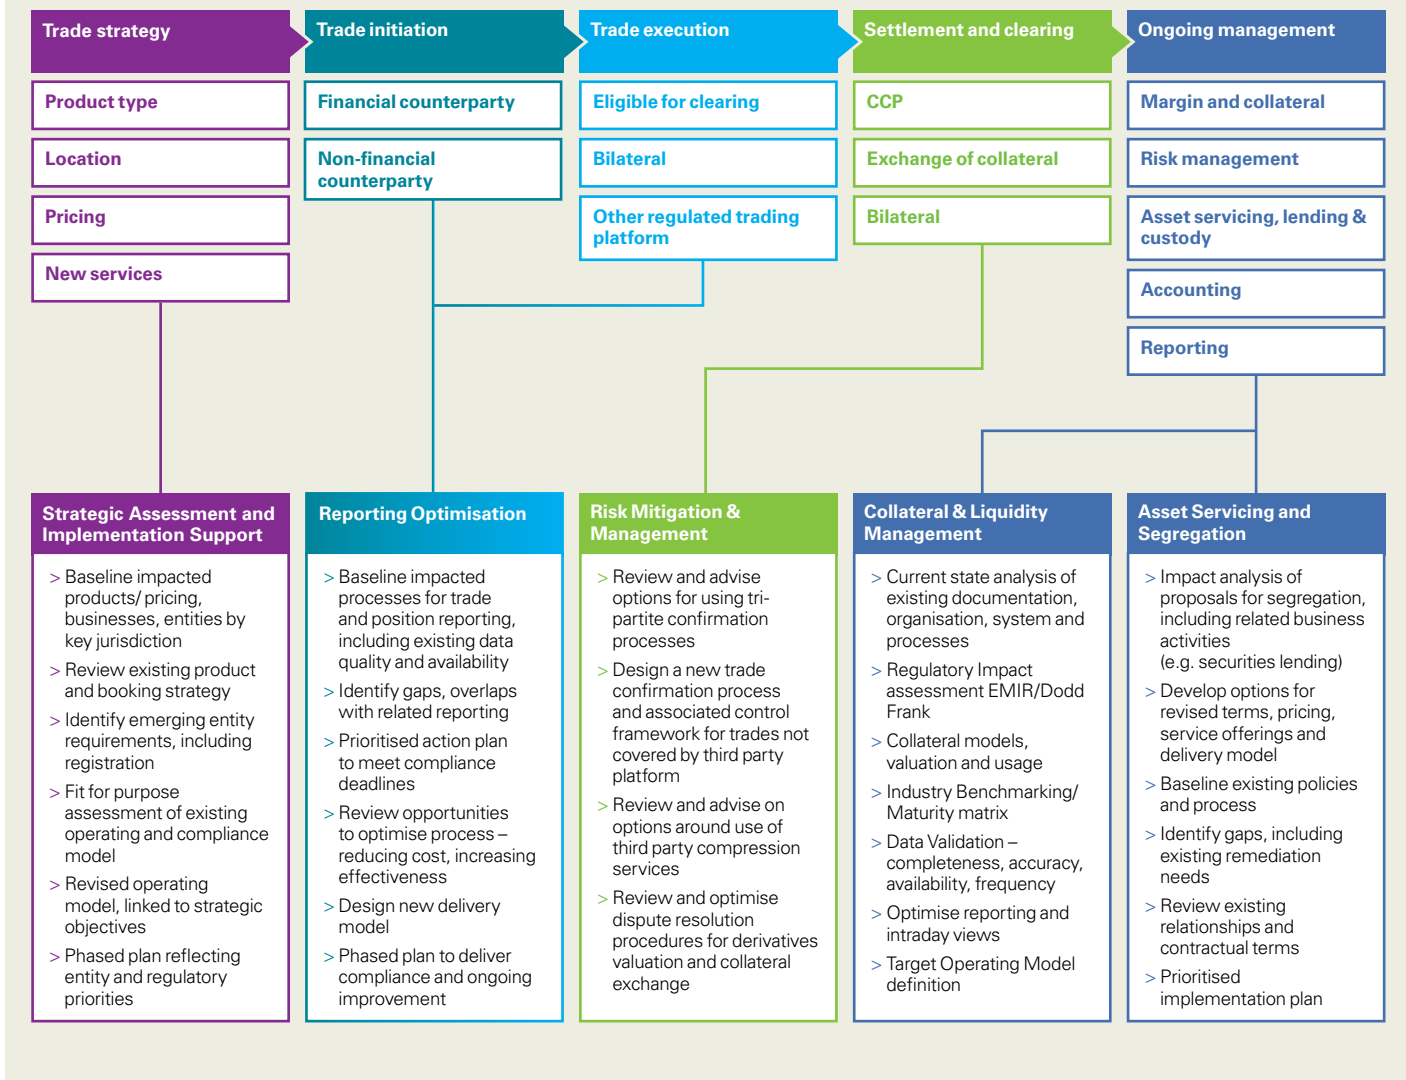 Trade strategy
Trade initiation
Trade execution
Settlement and clearing
Ongoing management
Product type
Location
Pricing
New services
Financial counterparty
Non-financial
counterparty
Eligible for clearing
Bilateral
Other regulated trading
platform
CCP
Exchange of collateral
Bilateral
Margin and collateral
Risk management
Asset servicing, lending &
custody
Accounting
Reporting
Strategic Assessment and
Implementation Support
> Baseline impacted
products/ pricing,
businesses, entities by
key jurisdiction
> Review existing product
and booking strategy
> Identify emerging entity
requirements, including
registration
> Fit for purpose
assessment of existing
operating and compliance
model
> Revised operating
model, linked to strategic
objectives
> Phased plan reflecting
entity and regulatory
priorities
Reporting Optimisation
> Baseline impacted
processes for trade
and position reporting,
including existing data
quality and availability
> Identify gaps, overlaps
with related reporting
> Prioritised action plan
to meet compliance
deadlines
> Review opportunities
to optimise process –
reducing cost, increasing
effectiveness
> Design new delivery
model
> Phased plan to deliver
compliance and ongoing
improvement
Risk Mitigation &
Management
> Review and advise
options for using tri-
partite confirmation
processes
> Design a new trade
confirmation process
and associated control
framework for trades not
covered by third party
platform
> Review and advise on
options around use of
third party compression
services
> Review and optimise
dispute resolution
procedures for derivatives
valuation and collateral
exchange
Collateral & Liquidity
Management
> Current state analysis of
existing documentation,
organisation, system and
processes
> Regulatory Impact
assessment EMIR/Dodd
Frank
> Collateral models,
valuation and usage
> Industry Benchmarking/
Maturity matrix
> Data Validation –
completeness, accuracy,
availability, frequency
> Optimise reporting and
intraday views
> Target Operating Model
definition
Asset Servicing and
Segregation
> Impact analysis of
proposals for segregation,
including related business
activities
(e.g. securities lending)
> Develop options for
revised terms, pricing,
service offerings and
delivery model
> Baseline existing policies
and process
> Identify gaps, including
existing remediation
needs
> Review existing
relationships and
contractual terms
> Prioritised
implementation plan